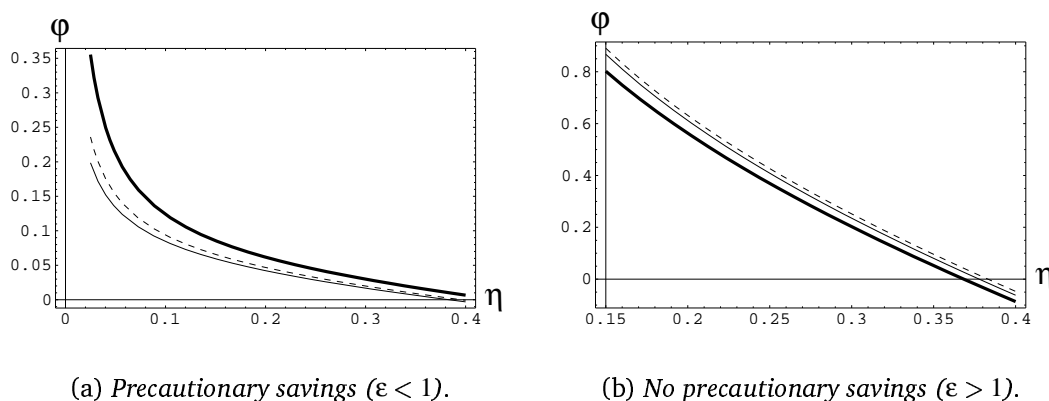 φ
0.35
0.3
0.25
0.2
0.15
0.1
0.05
0
0 0.1 0.2 0.3 0.4
η
φ
0.8
0.6
0.4
0.2
0
0.15 0.2 0.25 0.3 0.35 0.4
η
(a) Precautionary savings (ε < 1).
(b) No precautionary savings (ε > 1).